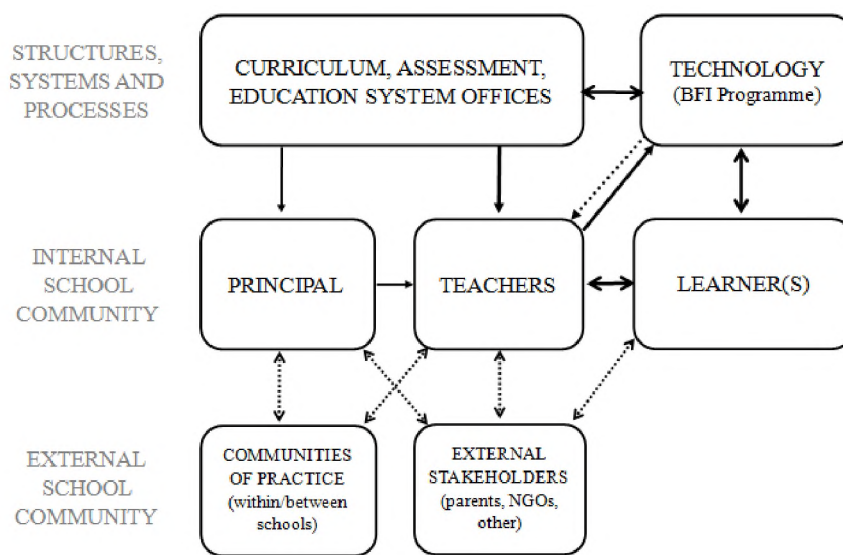 STRUCTURES,
SYSTEMS AND
PROCESSES
CURRICULUM, ASSESSMENT,
EDUCATION SYSTEM OFFICES
TECHNOLOGY
(BFI Programme)
INTERNAL
SCHOOL
COMMUNITY
PRINCIPAL
TEACHERS
LEARNER(S)
EXTERNAL
SCHOOL
COMMUNITY
COMMUNITIES
OF PRACTICE
(within/between
schools)
EXTERNAL
STAKEHOLDERS
(parents, NGOs,
other)